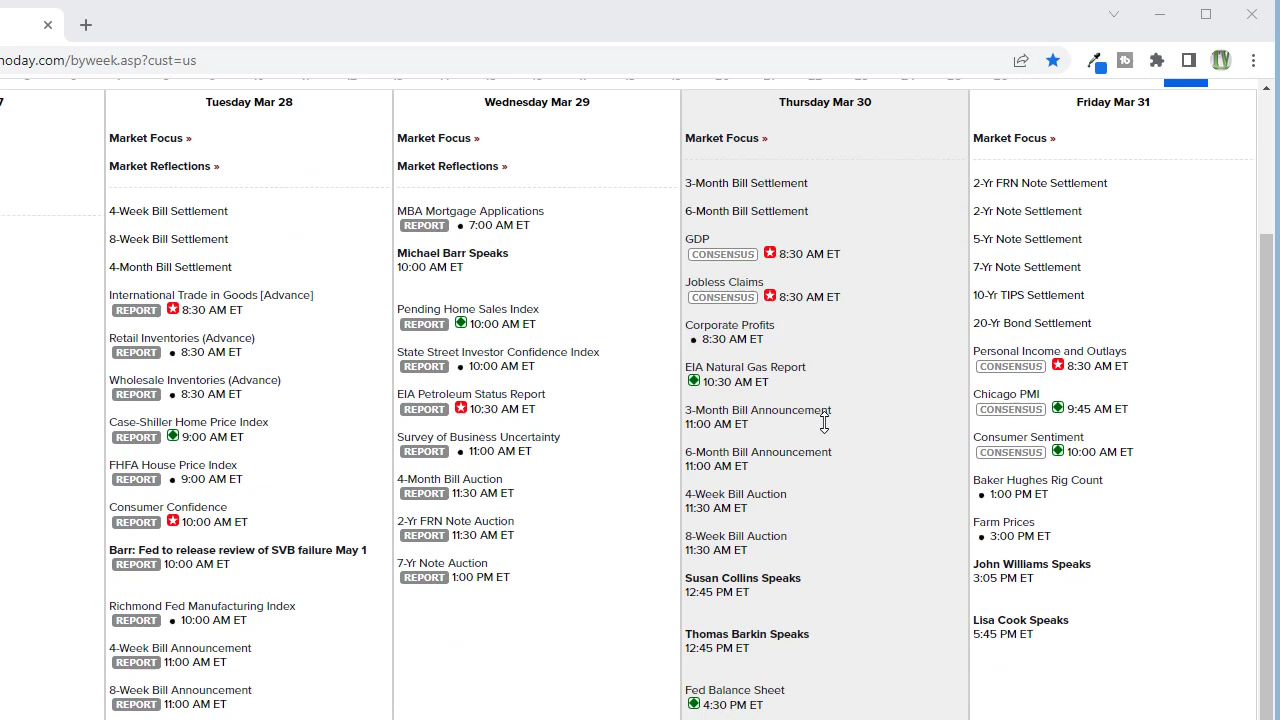 noday.com/byweek.asp?cust=us
7
Tuesday Mar 28
Market Focus »
Market Reflections »
4-Week Bill Settlement
8-Week Bill Settlement
4-Month Bill Settlement
International Trade in Goods [Advance]
REPORT 8:30 AM ET
Retail Inventories (Advance)
REPORT • 8:30 AM ET
Wholesale Inventories (Advance)
REPORT • 8:30 AM ET
Case-Shiller Home Price Index
REPORT 9:00 AM ET
FHFA House Price Index
REPORT • 9:00 AM ET
Consumer Confidence
REPORT 10:00 AM ET
Barr: Fed to release review of SVB failure May 1
REPORT 10:00 AM ET
Richmond Fed Manufacturing Index
REPORT • 10:00 AM ET
4-Week Bill Announcement
REPORT 11:00 AM ET
8-Week Bill Announcement
REPORT 11:00 AM ET
Wednesday Mar 29
Market Focus »
Market Reflections »
MBA Mortgage Applications
REPORT • 7:00 AM ET
Michael Barr Speaks
10:00 AM ET
Pending Home Sales Index
REPORT 10:00 AM ET
State Street Investor Confidence Index
REPORT • 10:00 AM ET
EIA Petroleum Status Report
REPORT 10:30 AM ET
Survey of Business Uncertainty
REPORT • 11:00 AM ET
4-Month Bill Auction
REPORT 11:30 AM ET
2-Yr FRN Note Auction
REPORT 11:30 AM ET
7-Yr Note Auction
REPORT 1:00 PM ET
Thursday Mar 30
Market Focus »
3-Month Bill Settlement
6-Month Bill Settlement
GDP
CONSENSUS 8:30 AM ET
Jobless Claims
CONSENSUS 8:30 AM ET
Corporate Profits
• 8:30 AM ET
EIA Natural Gas Report
10:30 AM ET
3-Month Bill Announcement
11:00 AM ET
6-Month Bill Announcement
11:00 AM ET
4-Week Bill Auction
11:30 AM ET
8-Week Bill Auction
11:30 AM ET
Susan Collins Speaks
12:45 PM ET
Thomas Barkin Speaks
12:45 PM ET
Fed Balance Sheet
4:30 PM ET
Friday Mar 31
Market Focus »
2-Yr FRN Note Settlement
2-Yr Note Settlement
5-Yr Note Settlement
7-Yr Note Settlement
10-Yr TIPS Settlement
20-Yr Bond Settlement
Personal Income and Outlays
CONSENSUS 8:30 AM ET
Chicago PMI
CONSENSUS 9:45 AM ET
Consumer Sentiment
CONSENSUS 10:00 AM ET
Baker Hughes Rig Count
• 1:00 PM ET
Farm Prices
• 3:00 PM ET
John Williams Speaks
3:05 PM ET
Lisa Cook Speaks
5:45 PM ET